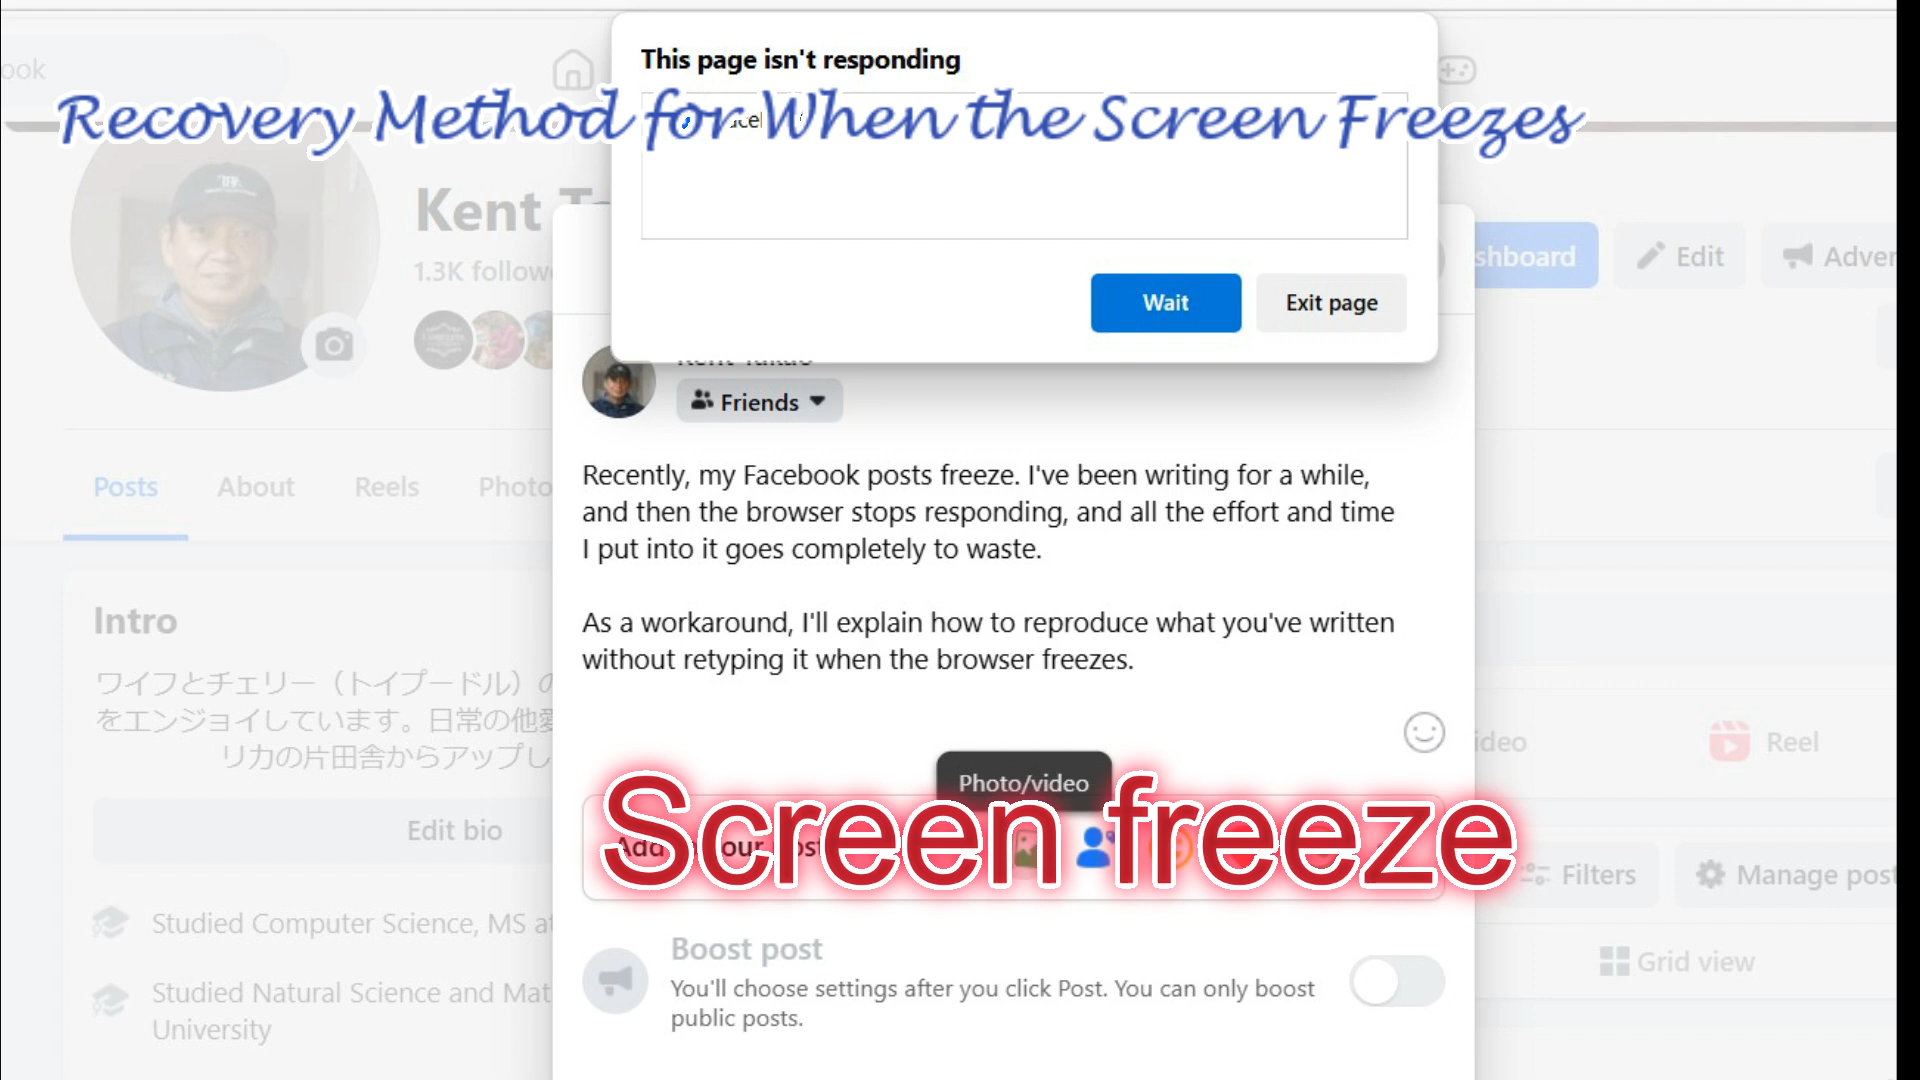 This page isn't responding
ook
Recovery Method for When the Screen Freezes
Kent
1.3K follow
Wait
Exit page
shboard
Edit
Adver
Friends
Posts
About
Reels
Photo
Recently, my Facebook posts freeze. I've been writing for a while,
and then the browser stops responding, and all the effort and time
I put into it goes completely to waste.
As a workaround, I'll explain how to reproduce what you've written
without retyping it when the browser freezes.
Intro
ワイフとチェリー（トイプードル）の
をエンジョイしています。日常の他愛
リカの片田舎からアップし
Edit bio
ideo
Reel
Photo/video
Screen freeze
Filters
Manage post
Grid view
Studied Computer Science, MS at
Studied Natural Science and Mat
University
Boost post
You'll choose settings after you click Post. You can only boost
public posts.